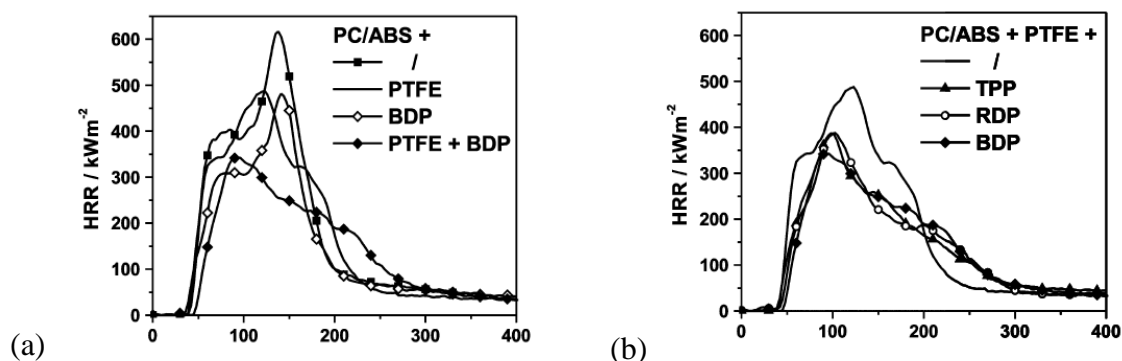 PC/ABS +
/
PTFE
BDP
PTFE + BDP
HRR / kWm-2
600
500
400
300
200
100
0
0 100 200 300 400
(a)
PC/ABS + PTFE +
/
TPP
RDP
BDP
HRR / kWm-2
600
500
400
300
200
100
0
0 100 200 300 400
(b)